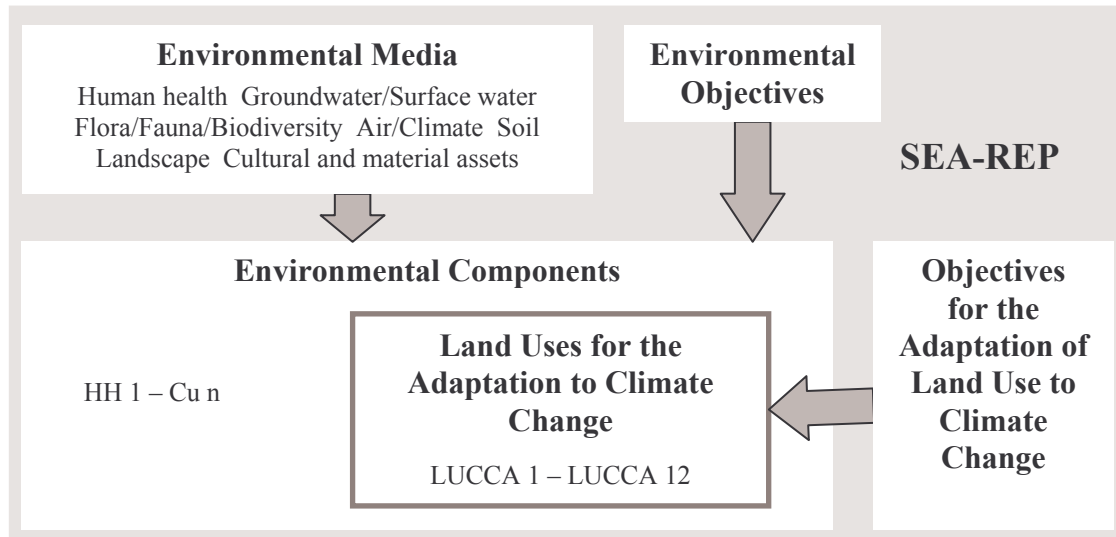 Environmental Media
Human health  Groundwater/Surface water
Flora/Fauna/Biodiversity  Air/Climate  Soil
Landscape  Cultural and material assets
Environmental
Objectives
SEA-REP
Environmental Components
HH 1 – Cu n
Land Uses for the
Adaptation to Climate
Change
LUCCA 1 – LUCCA 12
Objectives
for the
Adaptation of
Land Use to
Climate
Change